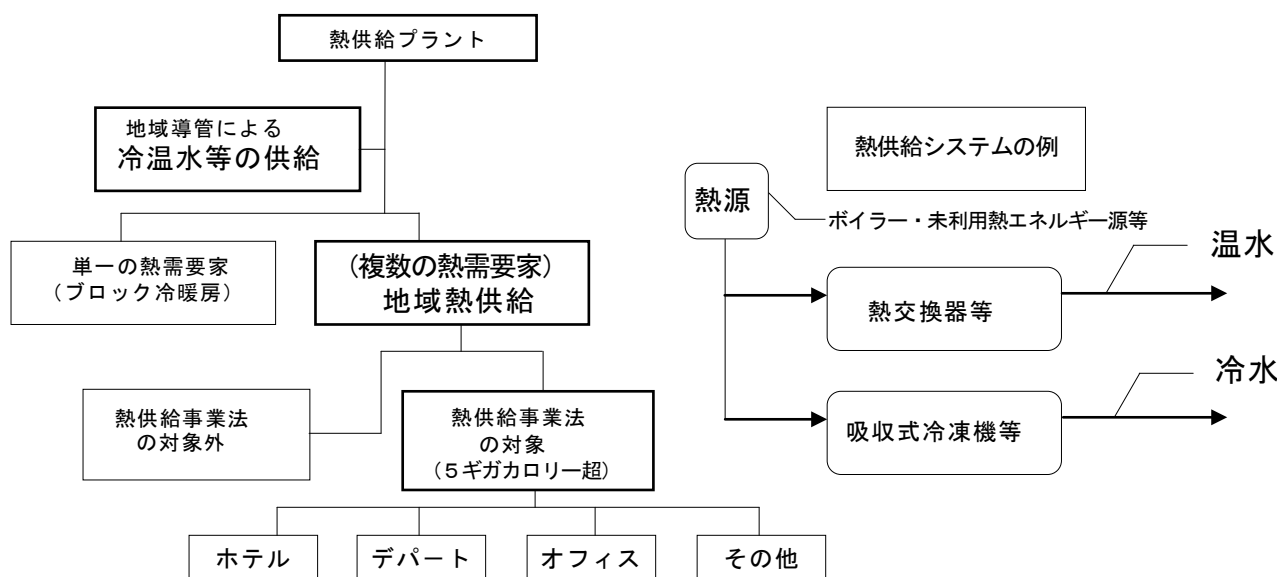 熱供給プラント
地域導管による
冷温水等の供給
単一の熱需要家
（ブロック冷暖房）
（複数の熱需要家）
地域熱供給
熱供給事業法
の対象外
熱供給事業法
の対象
（５ギガカロリー超）
ホテル
デパート
オフィス
その他
熱供給システムの例
熱源
ボイラー・未利用熱エネルギー源等
温水
熱交換器等
冷水
吸収式冷凍機等